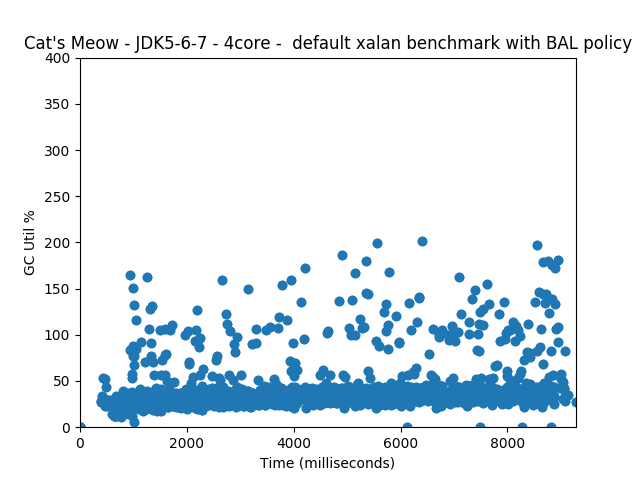 Cat's Meow - JDK5-6-7 - 4core -  default xalan benchmark with BAL policy
400
350
300
250
200
150
100
50
0
GC Util %
0 2000 4000 6000 8000
Time (milliseconds)